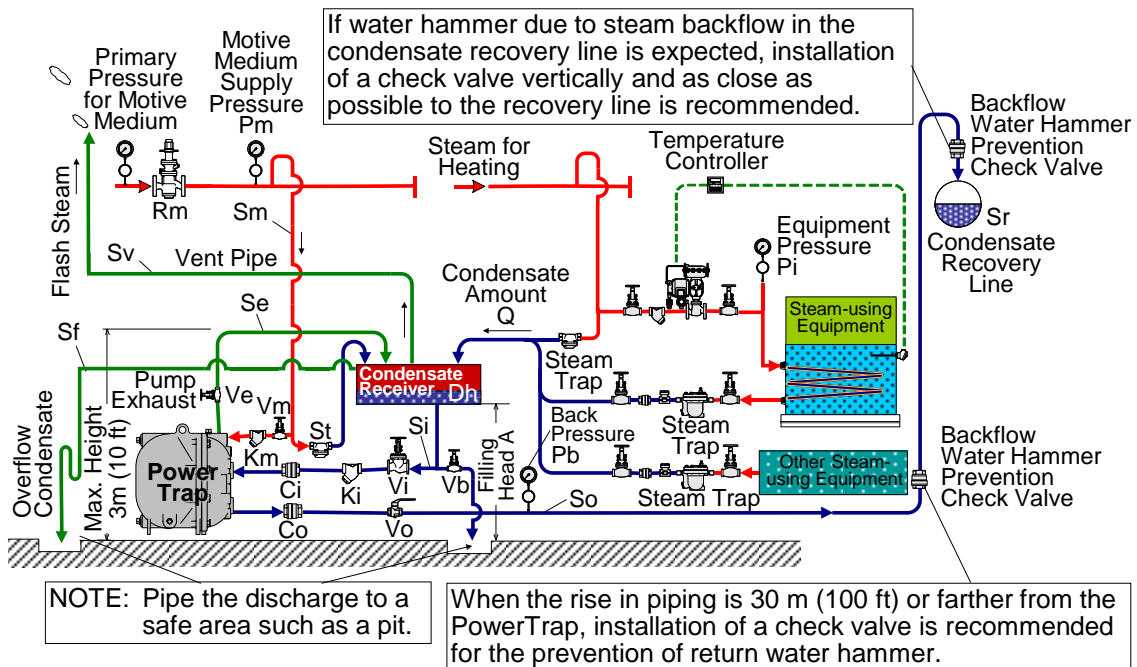 If water hammer due to steam backflow in the
condensate recovery line is expected, installation
of a check valve vertically and as close as
possible to the recovery line is recommended.
Primary
Pressure
for Motive
Medium
Motive
Medium
Supply
Pressure
Pm
Steam for
Heating
Temperature
Controller
Backflow
Water Hammer
Prevention
Check Valve
Rm
Sm
Flash Steam
Sv
Vent Pipe
Equipment
Pressure
Pi
Sr
Condensate
Recovery
Line
Condensate
Amount
Q
Se
Sf
Steam-using
Equipment
Steam
Trap
Condensate
Receiver
Dh
Pump
Exhaust
Ve
Vm
St
Si
Km
Overflow
Condensate
Max. Height
3m (10 ft)
Power
Trap
Ci
Ki
Vi
Vb
Filling
Head A
Back
Pressure
Pb
Steam
Trap
Steam Trap
Other Steam-
using Equipment
Backflow
Water Hammer
Prevention
Check Valve
Co
Vo
So
NOTE: Pipe the discharge to a
safe area such as a pit.
When the rise in piping is 30 m (100 ft) or farther from the
PowerTrap, installation of a check valve is recommended
for the prevention of return water hammer.